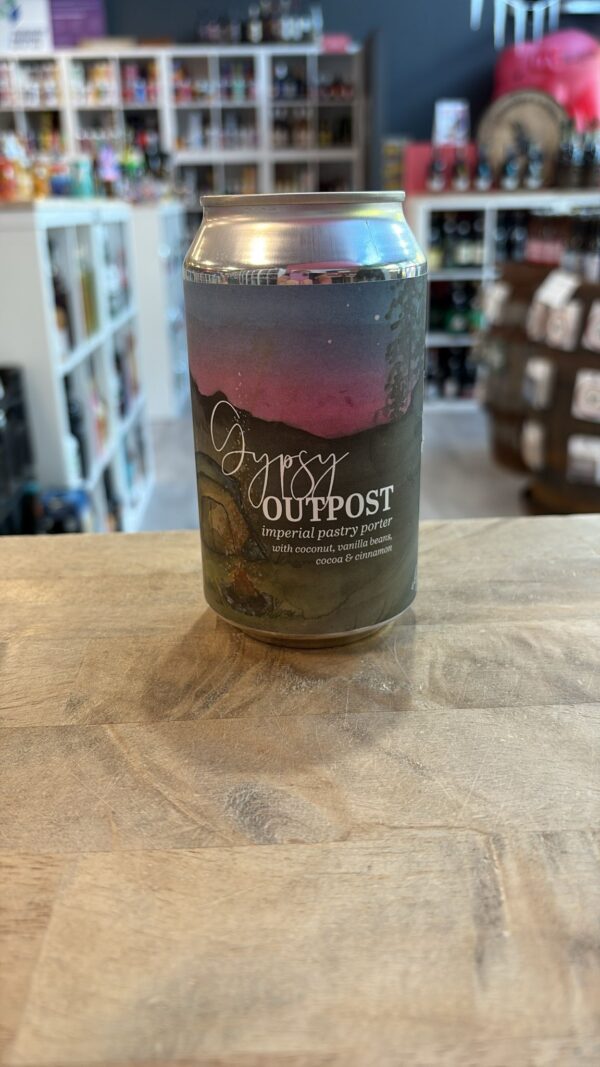 Gypsy
OUTPOST
imperial pastry porter
with coconut, vanilla beans,
cocoa & cinnamon